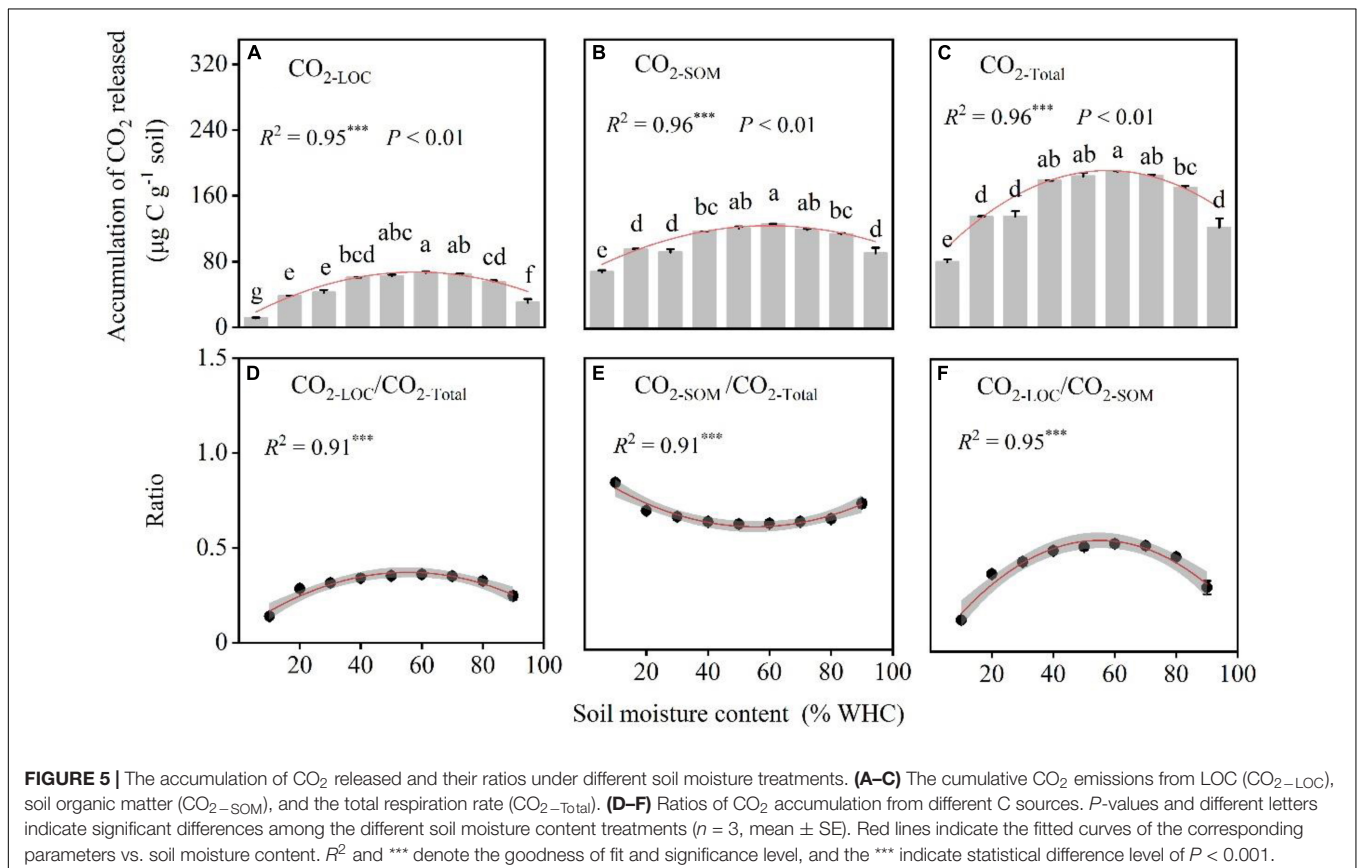 A
CO2-LOC
R2 = 0.95*** P < 0.01
g e e bcd abc a ab cd f
B
CO2-SOM
R2 = 0.96*** P < 0.01
e d d bc ab a ab bc d
C
CO2-Total
R2 = 0.96*** P < 0.01
e d d ab ab a ab bc d
Accumulation of CO2 released
(µg C g-1 soil)
320
240
160
80
0
D
CO2-LOC/CO2-Total
R2 = 0.91***
E
CO2-SOM/CO2-Total
R2 = 0.91***
F
CO2-LOC/CO2-SOM
R2 = 0.95***
Ratio
1.5
1.0
0.5
0
20 40 60 80 100
20 40 60 80 100
20 40 60 80 100
Soil moisture content (% WHC)
FIGURE 5 | The accumulation of CO2 released and their ratios under different soil moisture treatments. (A–C) The cumulative CO2 emissions from LOC (CO2−LOC),
soil organic matter (CO2−SOM), and the total respiration rate (CO2−Total). (D–F) Ratios of CO2 accumulation from different C sources. P-values and different letters
indicate significant differences among the different soil moisture content treatments (n = 3, mean ± SE). Red lines indicate the fitted curves of the corresponding
parameters vs. soil moisture content. R2 and *** denote the goodness of fit and significance level, and the *** indicate statistical difference level of P < 0.001.